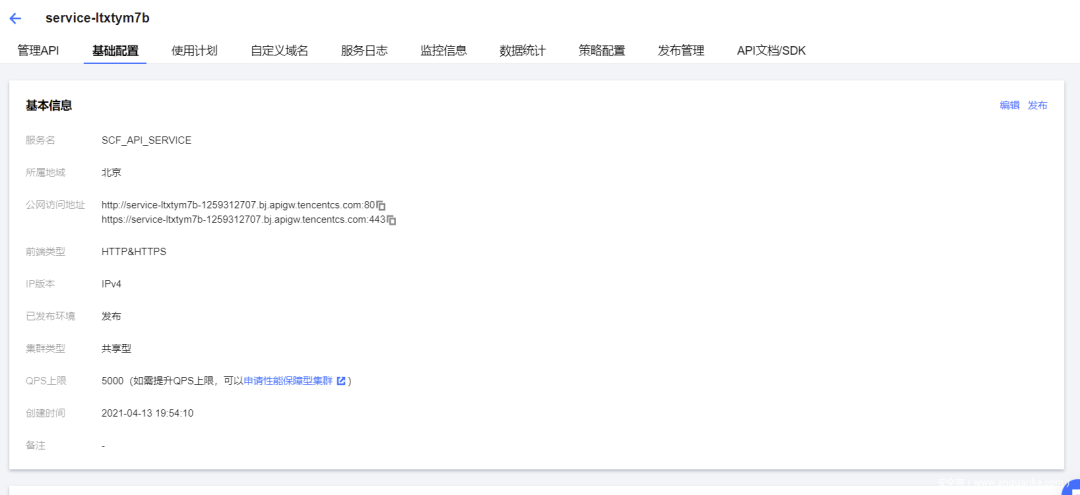 service-ltxtym7b
管理API 基础配置 使用计划 自定义域名 服务日志 监控信息 数据统计 策略配置 发布管理 API文档/SDK
基本信息 编辑 发布
服务名 SCF_API_SERVICE
所属地域 北京
公网访问地址 http://service-ltxtym7b-1259312707.bj.apigw.tencentcs.com:80
https://service-ltxtym7b-1259312707.bj.apigw.tencentcs.com:443
前端类型 HTTP&HTTPS
IP版本 IPv4
已发布环境 发布
集群类型 共享型
QPS上限 5000（如需提升QPS上限，可以申请性能保障型集群）
创建时间 2021-04-13 19:54:10
备注 -